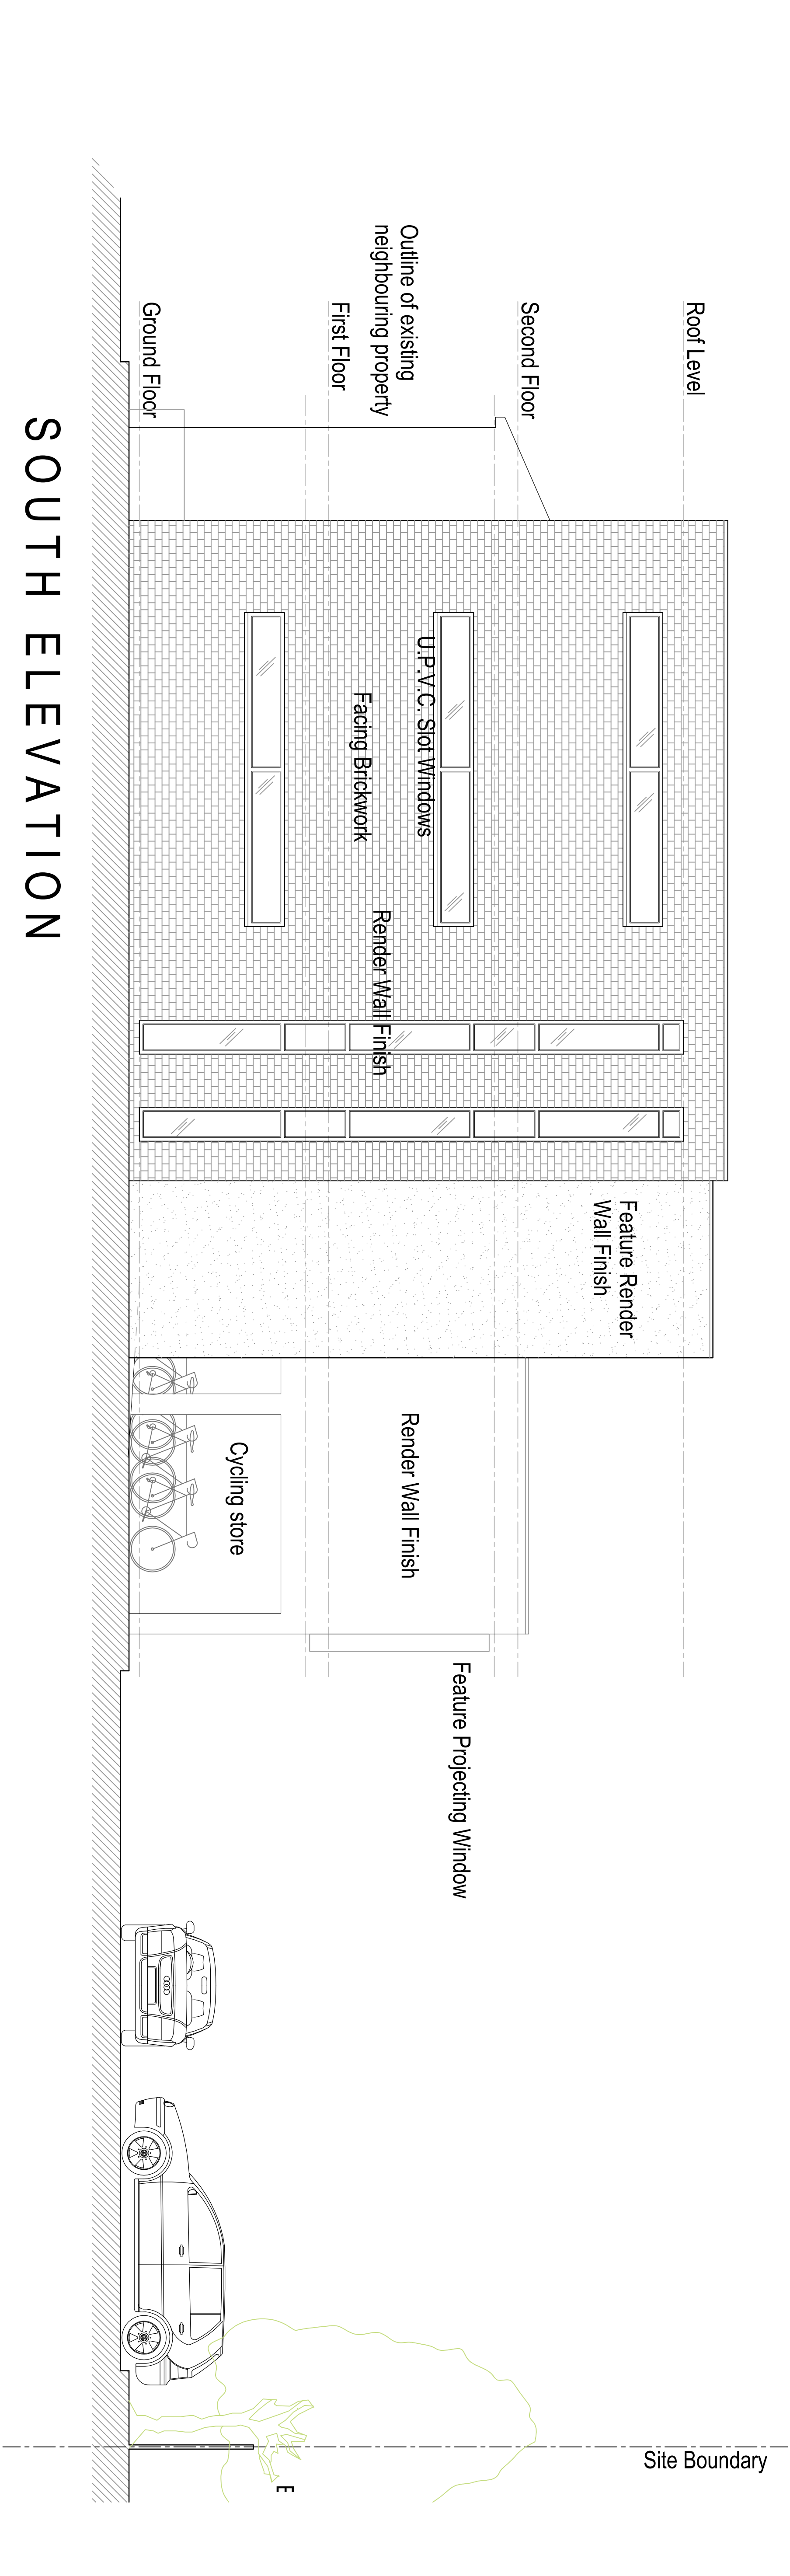 Roof Level
Second Floor
Outline of existing
neighbouring property
First Floor
Ground Floor
U.P.V.C. Slot Windows
Facing Brickwork
Render Wall Finish
Feature Render
Wall Finish
Render Wall Finish
Cycling store
Feature Projecting Window
Site Boundary
E
SOUTH ELEVATION